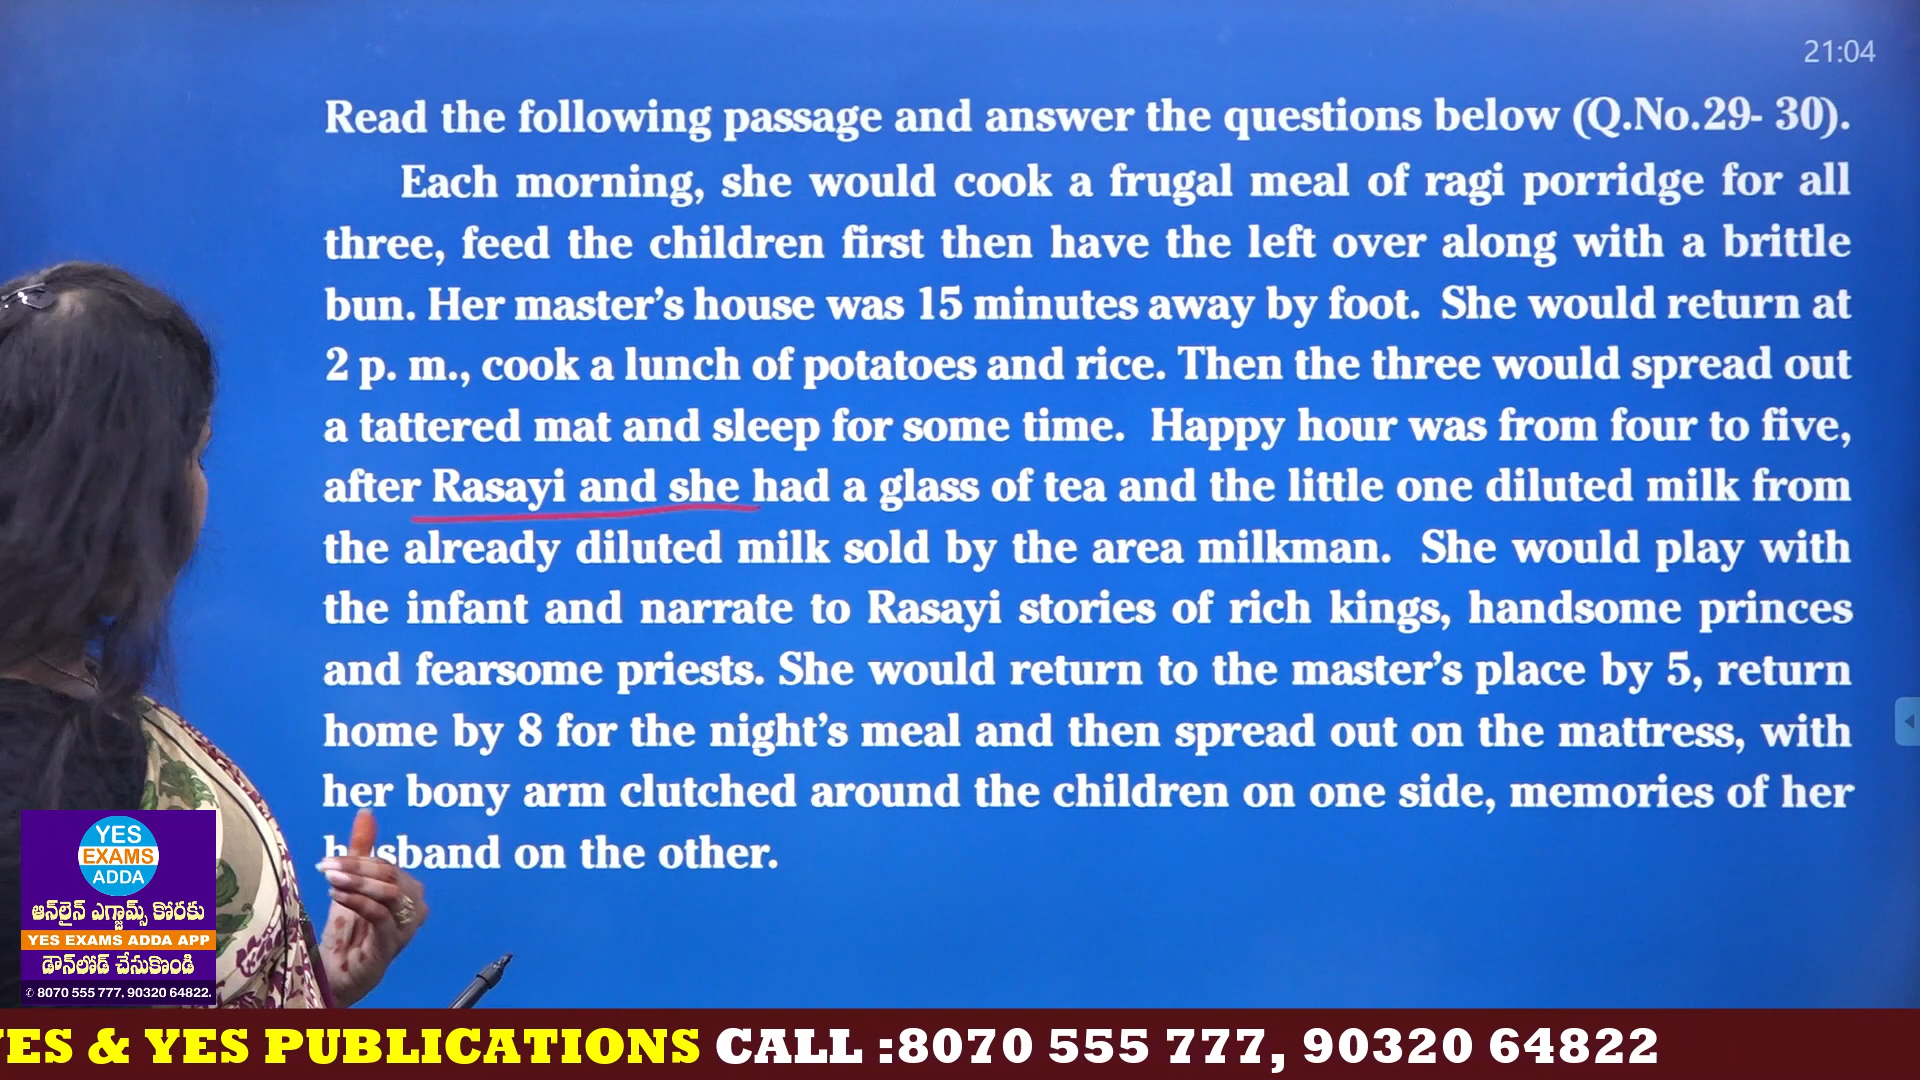 21:04
Read the following passage and answer the questions below (Q.No.29- 30).
Each morning, she would cook a frugal meal of ragi porridge for all
three, feed the children first then have the left over along with a brittle
bun. Her master's house was 15 minutes away by foot. She would return at
2 p. m., cook a lunch of potatoes and rice. Then the three would spread out
a tattered mat and sleep for some time. Happy hour was from four to five,
after Rasayi and she had a glass of tea and the little one diluted milk from
the already diluted milk sold by the area milkman. She would play with
the infant and narrate to Rasayi stories of rich kings, handsome princes
and fearsome priests. She would return to the master's place by 5, return
home by 8 for the night's meal and then spread out on the mattress, with
her bony arm clutched around the children on one side, memories of her
husband on the other.
YES
EXAMS
ADDA
ఆన్‌లైన్ ఎగ్జామ్స్ కొరకు
YES EXAMS ADDA APP
డౌన్‌లోడ్ చేసుకొండి
✆ 8070 555 777, 90320 64822.
YES & YES PUBLICATIONS CALL :8070 555 777, 90320 64822